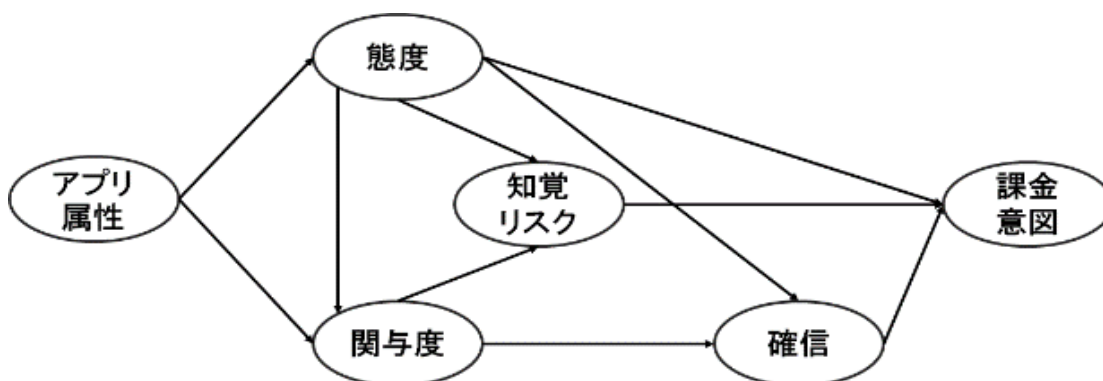 態度
アプリ
属性
知覚
リスク
課金
意図
関与度
確信